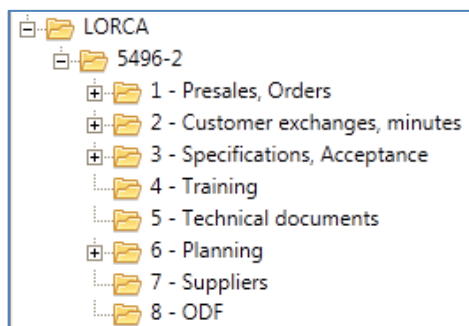 LORCA
5496-2
1 - Presales, Orders
2 - Customer exchanges, minutes
3 - Specifications, Acceptance
4 - Training
5 - Technical documents
6 - Planning
7 - Suppliers
8 - ODF